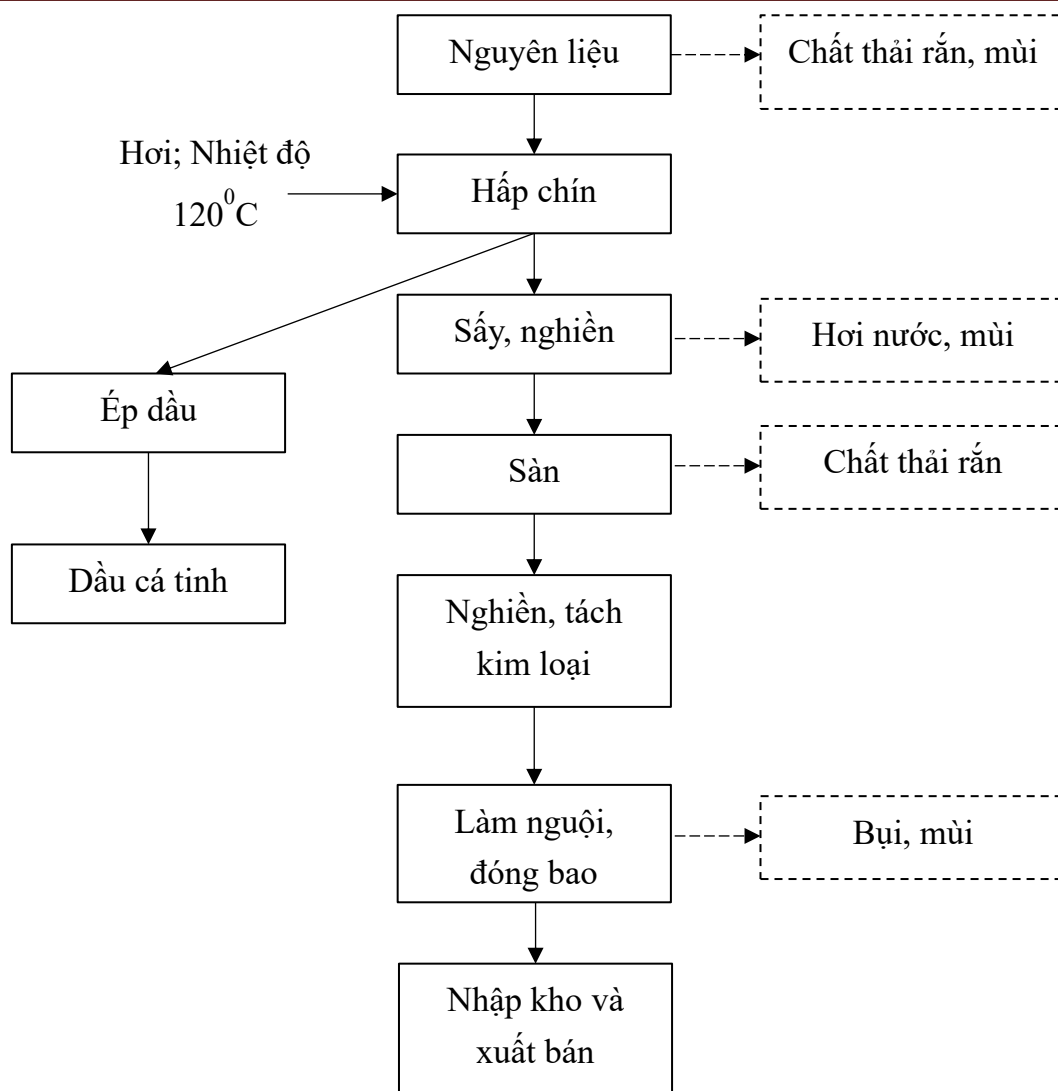 Nguyên liệu
Chất thải rắn, mùi
Hơi; Nhiệt độ
120⁰C
Hấp chín
Sấy, nghiền
Hơi nước, mùi
Ép dầu
Sàn
Chất thải rắn
Dầu cá tinh
Nghiền, tách
kim loại
Làm nguội,
đóng bao
Bụi, mùi
Nhập kho và
xuất bán